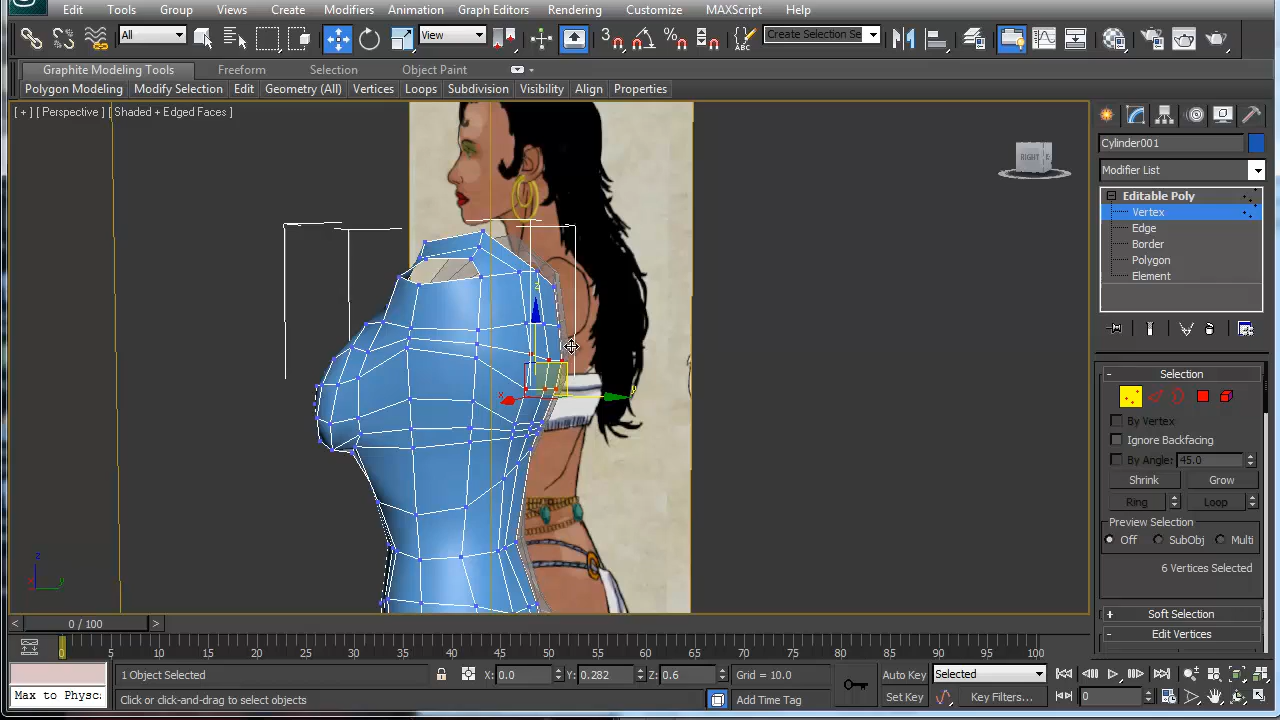 Edit Tools Group Views Create Modifiers Animation Graph Editors Rendering Customize MAXScript Help
All View 3 Create Selection Se
Graphite Modeling Tools Freeform Selection Object Paint
Polygon Modeling Modify Selection Edit Geometry (All) Vertices Loops Subdivision Visibility Align Properties
[ + ] [ Perspective ] [ Shaded + Edged Faces ]
RIGHT
Cylinder001
Modifier List
Editable Poly
Vertex
Edge
Border
Polygon
Element
- Selection
By Vertex
Ignore Backfacing
By Angle: 45.0
Shrink Grow
Ring Loop
Preview Selection
Off SubObj Multi
6 Vertices Selected
+ Soft Selection
- Edit Vertices
z
x
y
z
x
y
< 0 / 100 >
0 5 10 15 20 25 30 35 40 45 50 55 60 65 70 75 80 85 90 95 100
1 Object Selected X: 0.0 Y: 0.282 Z: 0.6 Grid = 10.0 Auto Key Selected
Max to Physc Click or click-and-drag to select objects Add Time Tag Set Key Key Filters... 0